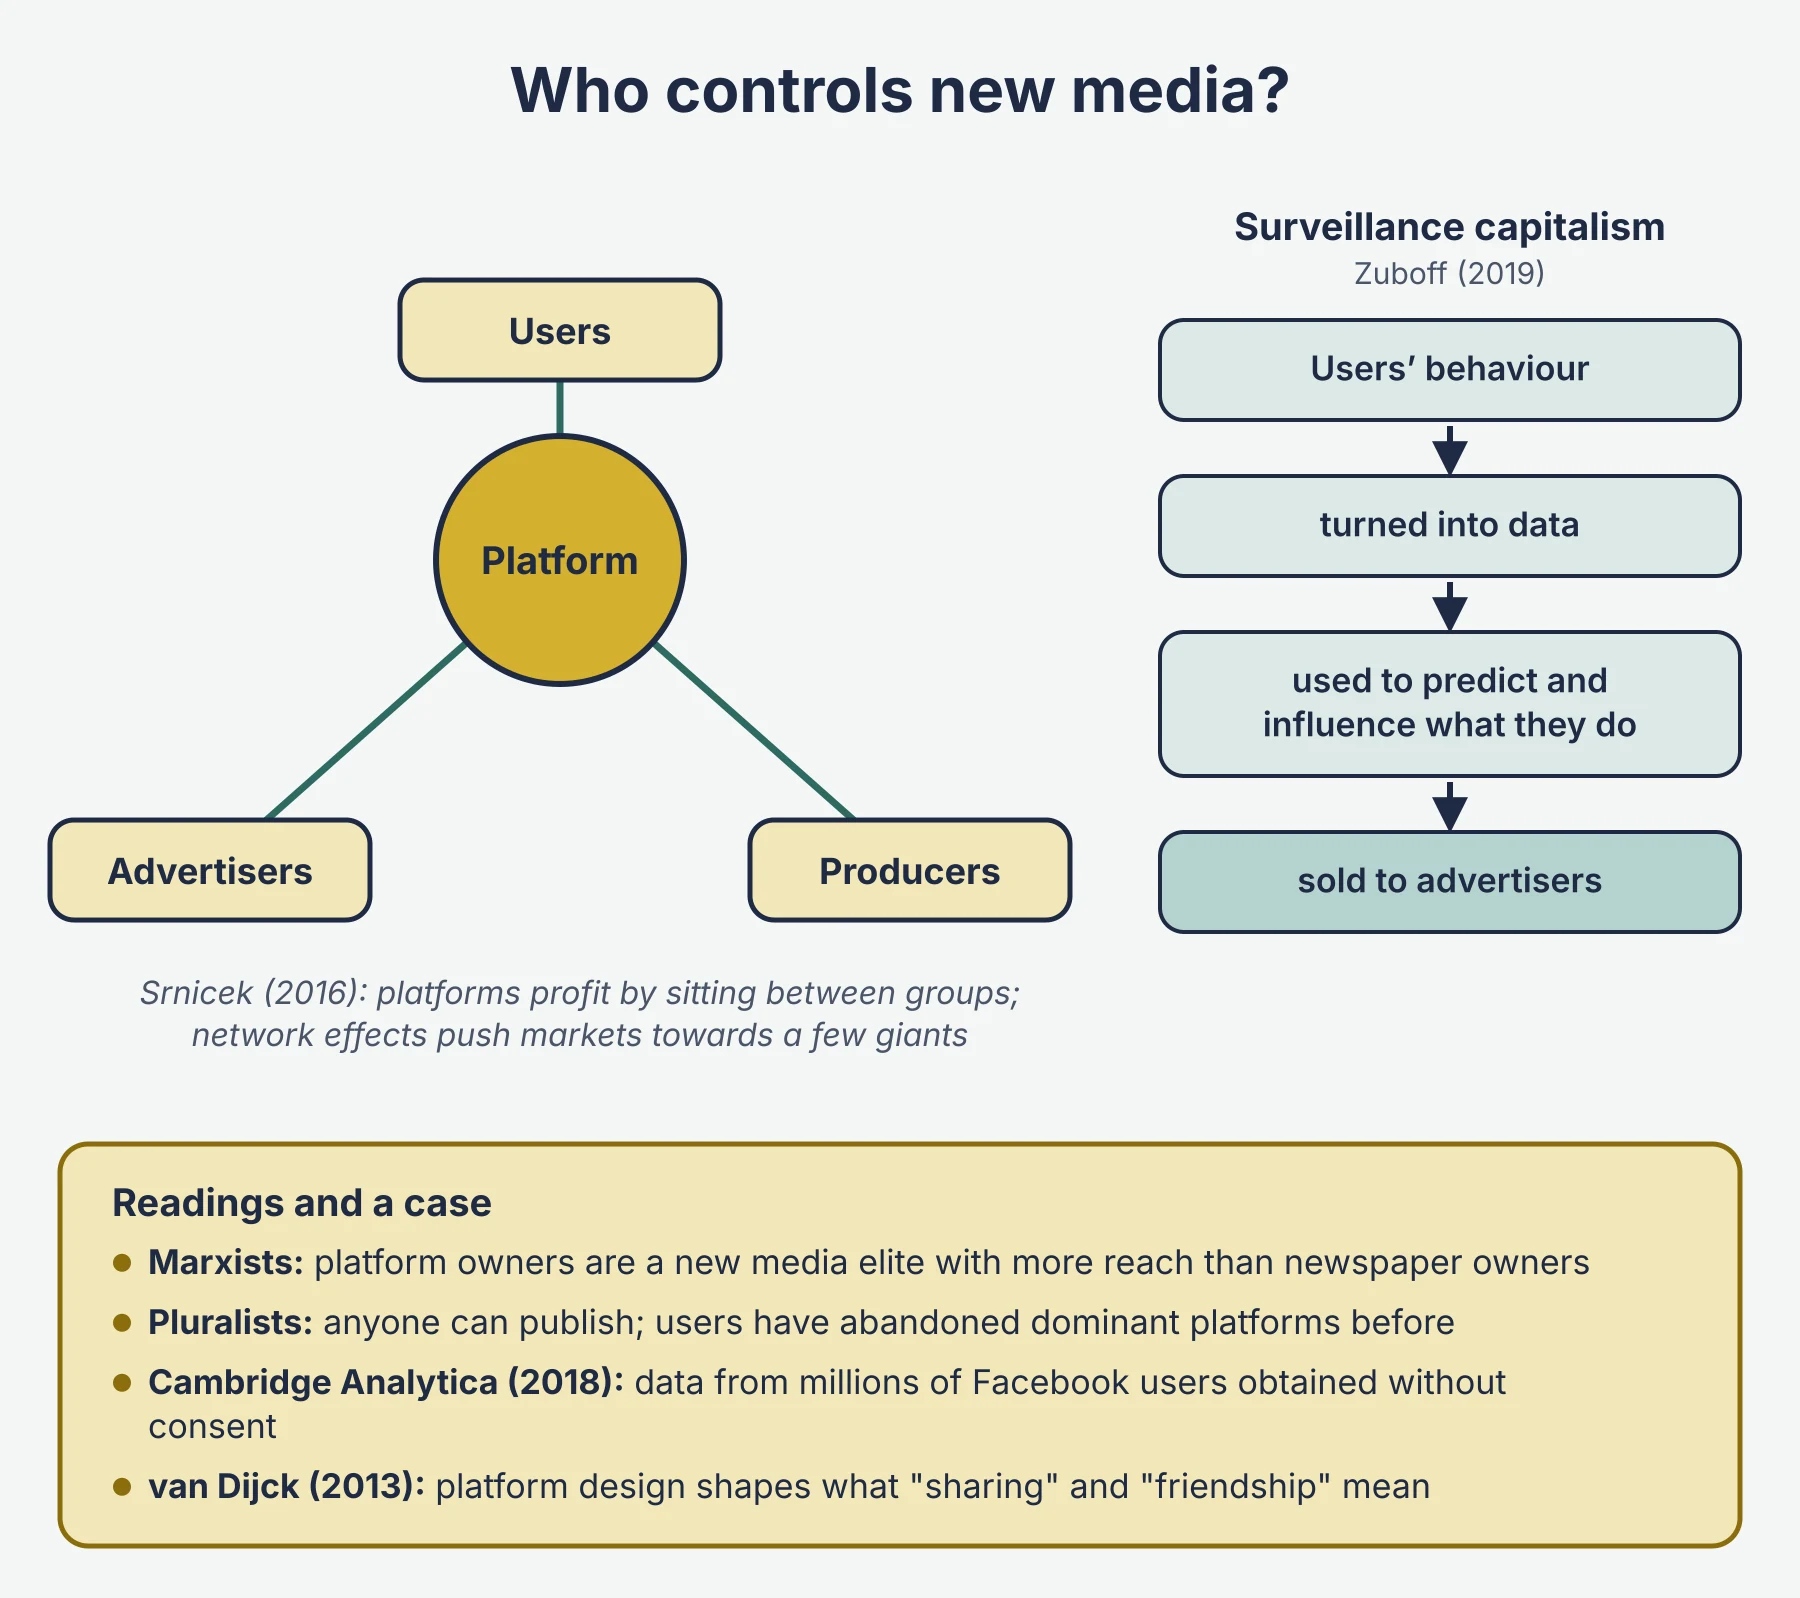 Who controls new media?
Users
Platform
Advertisers
Producers
Srnicek (2016): platforms profit by sitting between groups;
network effects push markets towards a few giants
Surveillance capitalism
Zuboff (2019)
Users’ behaviour
turned into data
used to predict and
influence what they do
sold to advertisers
Readings and a case
Marxists: platform owners are a new media elite with more reach than newspaper owners
Pluralists: anyone can publish; users have abandoned dominant platforms before
Cambridge Analytica (2018): data from millions of Facebook users obtained without
consent
van Dijck (2013): platform design shapes what "sharing" and "friendship" mean